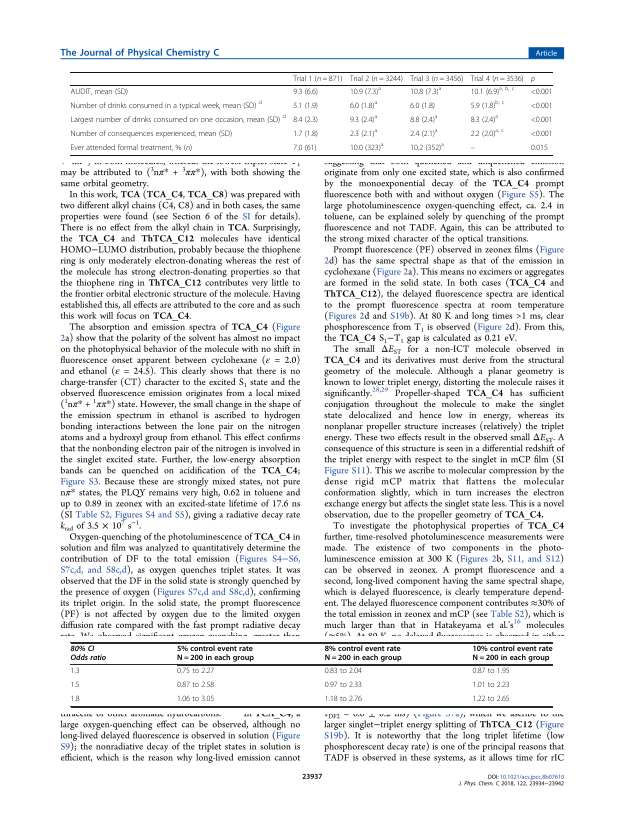 The Journal of Physical Chemistry C
Article
Trial 1 (n = 871) Trial 2 (n = 3244) Trial 3 (n = 3456) Trial 4 (n = 3536) p
AUDIT, mean (SD) 9.3 (6.6) 10.9 (7.3)a 10.8 (7.3)a 10.1 (6.9)a, b, c <0.001
Number of drinks consumed in a typical week, mean (SD) d 5.1 (1.9) 6.0 (1.8)a 6.0 (1.8) 5.9 (1.8)b, c <0.001
Largest number of drinks consumed on one occasion, mean (SD) d 8.4 (2.3) 9.3 (2.4)a 8.8 (2.4)a 8.3 (2.4)a <0.001
Number of consequences experienced, mean (SD) 1.7 (1.8) 2.3 (2.1)a 2.4 (2.1)a 2.2 (2.0)a, c <0.001
Ever attended formal treatment, % (n) 7.0 (61) 10.0 (323)a 10.2 (352)a – 0.015
may be attributed to (³nπ* + ³ππ*), with both showing the
same orbital geometry.
In this work, TCA (TCA_C4, TCA_C8) was prepared with
two different alkyl chains (C4, C8) and in both cases, the same
properties were found (see Section 6 of the SI for details).
There is no effect from the alkyl chain in TCA. Surprisingly,
the TCA_C4 and ThTCA_C12 molecules have identical
HOMO−LUMO distribution, probably because the thiophene
ring is only moderately electron-donating whereas the rest of
the molecule has strong electron-donating properties so that
the thiophene ring in ThTCA_C12 contributes very little to
the frontier orbital electronic structure of the molecule. Having
established this, all effects are attributed to the core and as such
this work will focus on TCA_C4.
The absorption and emission spectra of TCA_C4 (Figure
2a) show that the polarity of the solvent has almost no impact
on the photophysical behavior of the molecule with no shift in
fluorescence onset apparent between cyclohexane (ε = 2.0)
and ethanol (ε = 24.5). This clearly shows that there is no
charge-transfer (CT) character to the excited S1 state and the
observed fluorescence emission originates from a local mixed
(¹nπ* + ¹ππ*) state. However, the small change in the shape of
the emission spectrum in ethanol is ascribed to hydrogen
bonding interactions between the lone pair on the nitrogen
atoms and a hydroxyl group from ethanol. This effect confirms
that the nonbonding electron pair of the nitrogen is involved in
the singlet excited state. Further, the low-energy absorption
bands can be quenched on acidification of the TCA_C4;
Figure S3. Because these are strongly mixed states, not pure
nπ* states, the PLQY remains very high, 0.62 in toluene and
up to 0.89 in zeonex with an excited-state lifetime of 17.6 ns
(SI Table S2, Figures S4 and S5), giving a radiative decay rate
krad of 3.5 × 10⁷ s⁻¹.
Oxygen-quenching of the photoluminescence of TCA_C4 in
solution and film was analyzed to quantitatively determine the
contribution of DF to the total emission (Figures S4−S6,
S7c,d, and S8c,d), as oxygen quenches triplet states. It was
observed that the DF in the solid state is strongly quenched by
the presence of oxygen (Figures S7c,d and S8c,d), confirming
its triplet origin. In the solid state, the prompt fluorescence
(PF) is not affected by oxygen due to the limited oxygen
diffusion rate compared with the fast prompt radiative decay
originate from only one excited state, which is also confirmed
by the monoexponential decay of the TCA_C4 prompt
fluorescence both with and without oxygen (Figure S5). The
large photoluminescence oxygen-quenching effect, ca. 2.4 in
toluene, can be explained solely by quenching of the prompt
fluorescence and not TADF. Again, this can be attributed to
the strong mixed character of the optical transitions.
Prompt fluorescence (PF) observed in zeonex films (Figure
2d) has the same spectral shape as that of the emission in
cyclohexane (Figure 2a). This means no excimers or aggregates
are formed in the solid state. In both cases (TCA_C4 and
ThTCA_C12), the delayed fluorescence spectra are identical
to the prompt fluorescence spectra at room temperature
(Figures 2d and S19b). At 80 K and long times >1 ms, clear
phosphorescence from T1 is observed (Figure 2d). From this,
the TCA_C4 S1−T1 gap is calculated as 0.21 eV.
The small ΔEST for a non-ICT molecule observed in
TCA_C4 and its derivatives must derive from the structural
geometry of the molecule. Although a planar geometry is
known to lower triplet energy, distorting the molecule raises it
significantly.28,29 Propeller-shaped TCA_C4 has sufficient
conjugation throughout the molecule to make the singlet
state delocalized and hence low in energy, whereas its
nonplanar propeller structure increases (relatively) the triplet
energy. These two effects result in the observed small ΔEST. A
consequence of this structure is seen in a differential redshift of
the triplet energy with respect to the singlet in mCP film (SI
Figure S11). This we ascribe to molecular compression by the
dense rigid mCP matrix that flattens the molecular
conformation slightly, which in turn increases the electron
exchange energy but affects the singlet state less. This is a novel
observation, due to the propeller geometry of TCA_C4.
To investigate the photophysical properties of TCA_C4
further, time-resolved photoluminescence measurements were
made. The existence of two components in the photo-
luminescence emission at 300 K (Figures 2b, S11, and S12)
can be observed in zeonex. A prompt fluorescence and a
second, long-lived component having the same spectral shape,
which is delayed fluorescence, is clearly temperature depend-
ent. The delayed fluorescence component contributes ≈30% of
the total emission in zeonex and mCP (see Table S2), which is
much larger than that in Hatakeyama et al.'s16 molecules
80% CI 5% control event rate 8% control event rate 10% control event rate
Odds ratio N = 200 in each group N = 200 in each group N = 200 in each group
1.3 0.75 to 2.27 0.83 to 2.04 0.87 to 1.95
1.5 0.87 to 2.58 0.97 to 2.33 1.01 to 2.23
1.8 1.06 to 3.05 1.18 to 2.76 1.22 to 2.65
large oxygen-quenching effect can be observed, although no
long-lived delayed fluorescence is observed in solution (Figure
S9); the nonradiative decay of the triplet states in solution is
efficient, which is the reason why long-lived emission cannot
larger singlet−triplet energy splitting of ThTCA_C12 (Figure
S19b). It is noteworthy that the long triplet lifetime (low
phosphorescent decay rate) is one of the principal reasons that
TADF is observed in these systems, as it allows time for rIC
23937
DOI: 10.1021/acs.jpcc.8b07610
J. Phys. Chem. C 2018, 122, 23934−23942